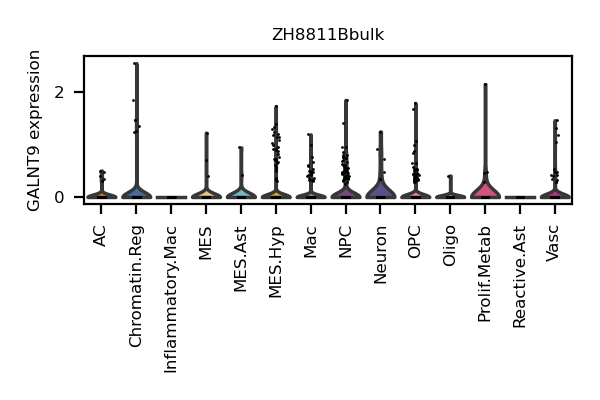 ZH8811Bbulk
GALNT9 expression
2
0
AC
Chromatin.Reg
Inflammatory.Mac
MES
MES.Ast
MES.Hyp
Mac
NPC
Neuron
OPC
Oligo
Prolif.Metab
Reactive.Ast
Vasc